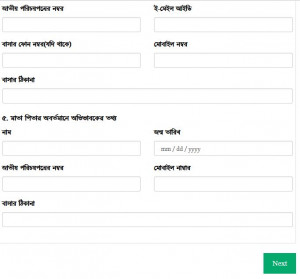 জাতীয় পরিচয়পত্রের নম্বর ই-মেইল আইডি
বাসার ফোন নম্বর(যদি থাকে) মোবাইল নম্বর
বাসার ঠিকানা
৫. মাতা পিতার অবর্তমানে অভিভাবকের তথ্য
নাম জন্ম তারিখ
mm / dd / yyyy
জাতীয় পরিচয়পত্রের নম্বর মোবাইল নাম্বার
বাসার ঠিকানা
Next